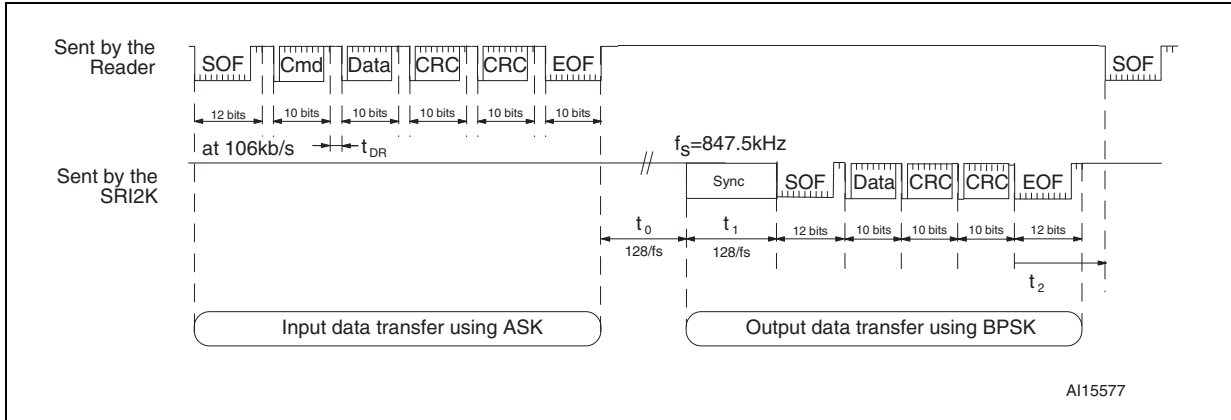 Sent by the
Reader
SOF Cmd Data CRC CRC EOF SOF
12 bits 10 bits 10 bits 10 bits 10 bits 10 bits
at 106kb/s tDR fS=847.5kHz
Sent by the
SRI2K
Sync SOF Data CRC CRC EOF
t0 t1 12 bits 10 bits 10 bits 10 bits 12 bits
128/fs 128/fs
t2
Input data transfer using ASK Output data transfer using BPSK
AI15577